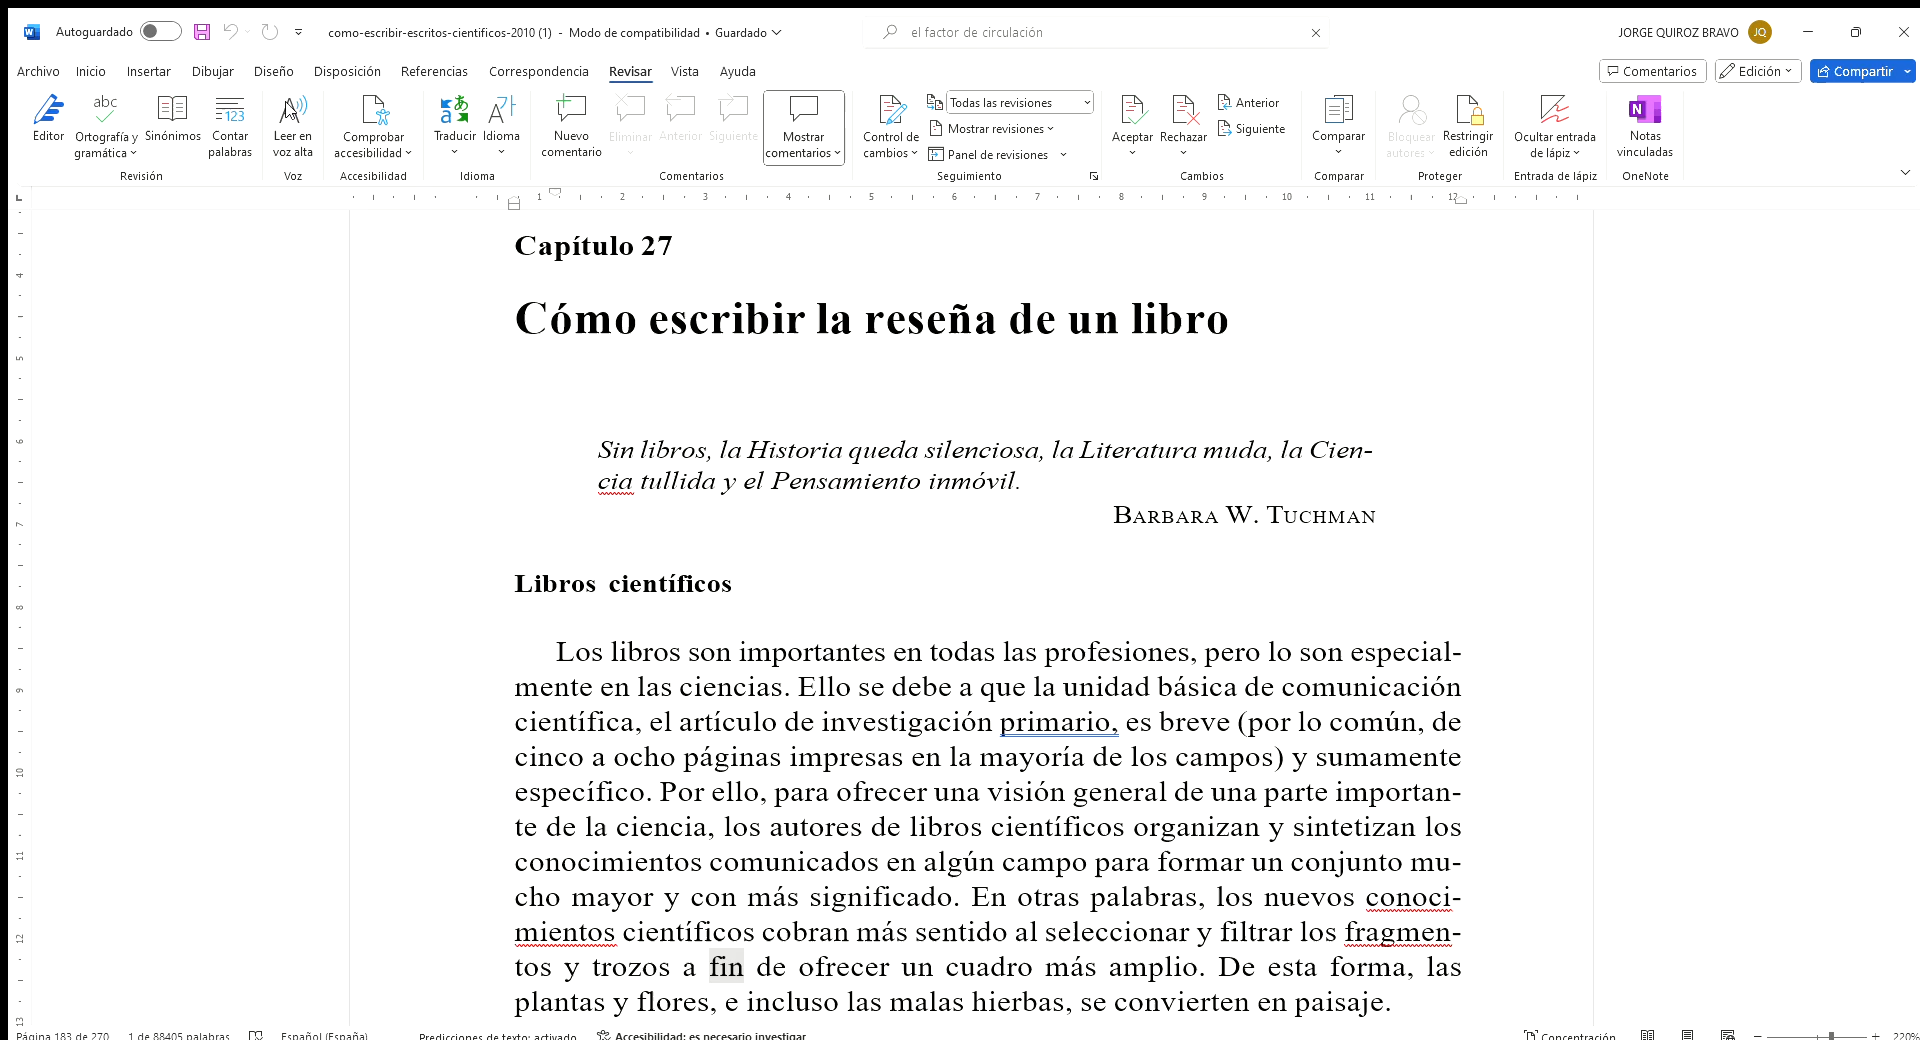 Autoguardado
como-escribir-escritos-cientificos-2010 (1) - Modo de compatibilidad • Guardado
el factor de circulación
JORGE QUIROZ BRAVO
JQ
Archivo Inicio Insertar Dibujar Diseño Disposición Referencias Correspondencia Revisar Vista Ayuda
Comentarios Edición Compartir
Editor
Ortografía y gramática
Sinónimos
Contar palabras
Revisión
Leer en voz alta
Voz
Comprobar accesibilidad
Accesibilidad
Traducir
Idioma
Idioma
Nuevo comentario
Eliminar
Anterior
Siguiente
Mostrar comentarios
Comentarios
Control de cambios
Todas las revisiones
Mostrar revisiones
Panel de revisiones
Seguimiento
Aceptar
Rechazar
Anterior
Siguiente
Cambios
Comparar
Comparar
Bloquear autores
Restringir edición
Proteger
Ocultar entrada de lápiz
Entrada de lápiz
Notas vinculadas
OneNote
1 2 3 4 5 6 7 8 9 10 11 12
Capítulo 27
Cómo escribir la reseña de un libro
Sin libros, la Historia queda silenciosa, la Literatura muda, la Cien-
cia tullida y el Pensamiento inmóvil.
BARBARA W. TUCHMAN
Libros científicos
Los libros son importantes en todas las profesiones, pero lo son especial-
mente en las ciencias. Ello se debe a que la unidad básica de comunicación
científica, el artículo de investigación primario, es breve (por lo común, de
cinco a ocho páginas impresas en la mayoría de los campos) y sumamente
específico. Por ello, para ofrecer una visión general de una parte importan-
te de la ciencia, los autores de libros científicos organizan y sintetizan los
conocimientos comunicados en algún campo para formar un conjunto mu-
cho mayor y con más significado. En otras palabras, los nuevos conoci-
mientos científicos cobran más sentido al seleccionar y filtrar los fragmen-
tos y trozos a fin de ofrecer un cuadro más amplio. De esta forma, las
plantas y flores, e incluso las malas hierbas, se convierten en paisaje.
Página 183 de 270 1 de 88405 palabras Español (España) Predicciones de texto: activado Accesibilidad: es necesario investigar Concentración 220%